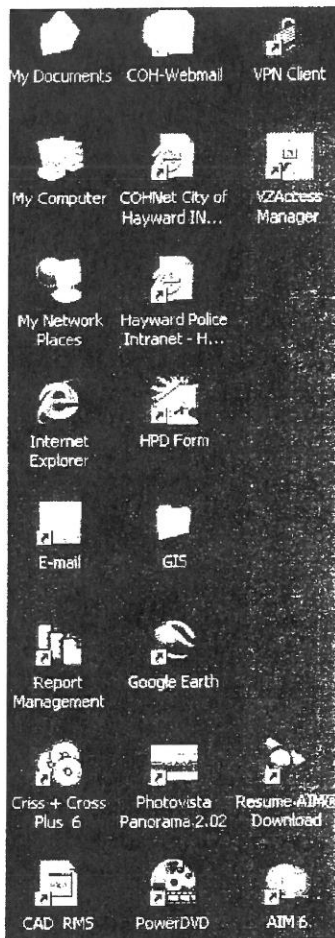 My Documents COH-Webmail VPN Client
My Computer COHNet City of Hayward IN... VZAccess Manager
My Network Places Hayward Police Intranet - H...
Internet Explorer HPD Form
E-mail GIS
Report Management Google Earth
Criss + Cross Plus 6 Photovista Panorama 2.02 Resume AIM® Download
CAD RMS PowerDVD AIM 6